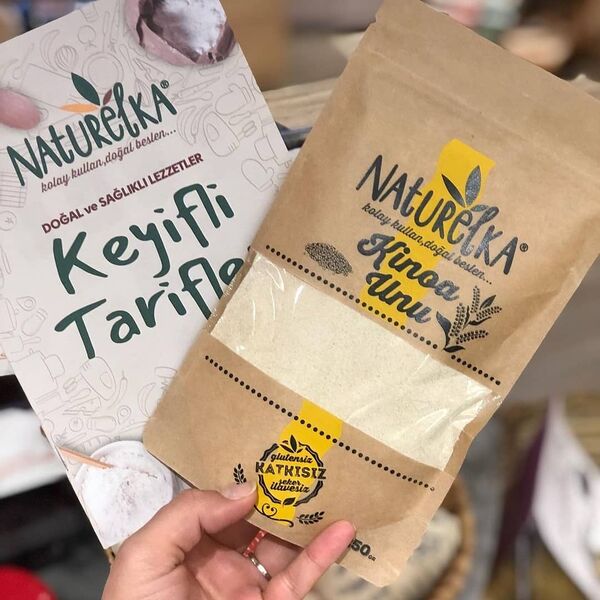 NATURELKA®
kolay kullan, doğal beslen...
DOĞAL ve SAĞLIKLI LEZZETLER
Keyifli
NATURELKA®
kolay kullan, doğal beslen...
Kinoa
Unu
glutensiz
KATKISIZ
şeker
ilavesiz